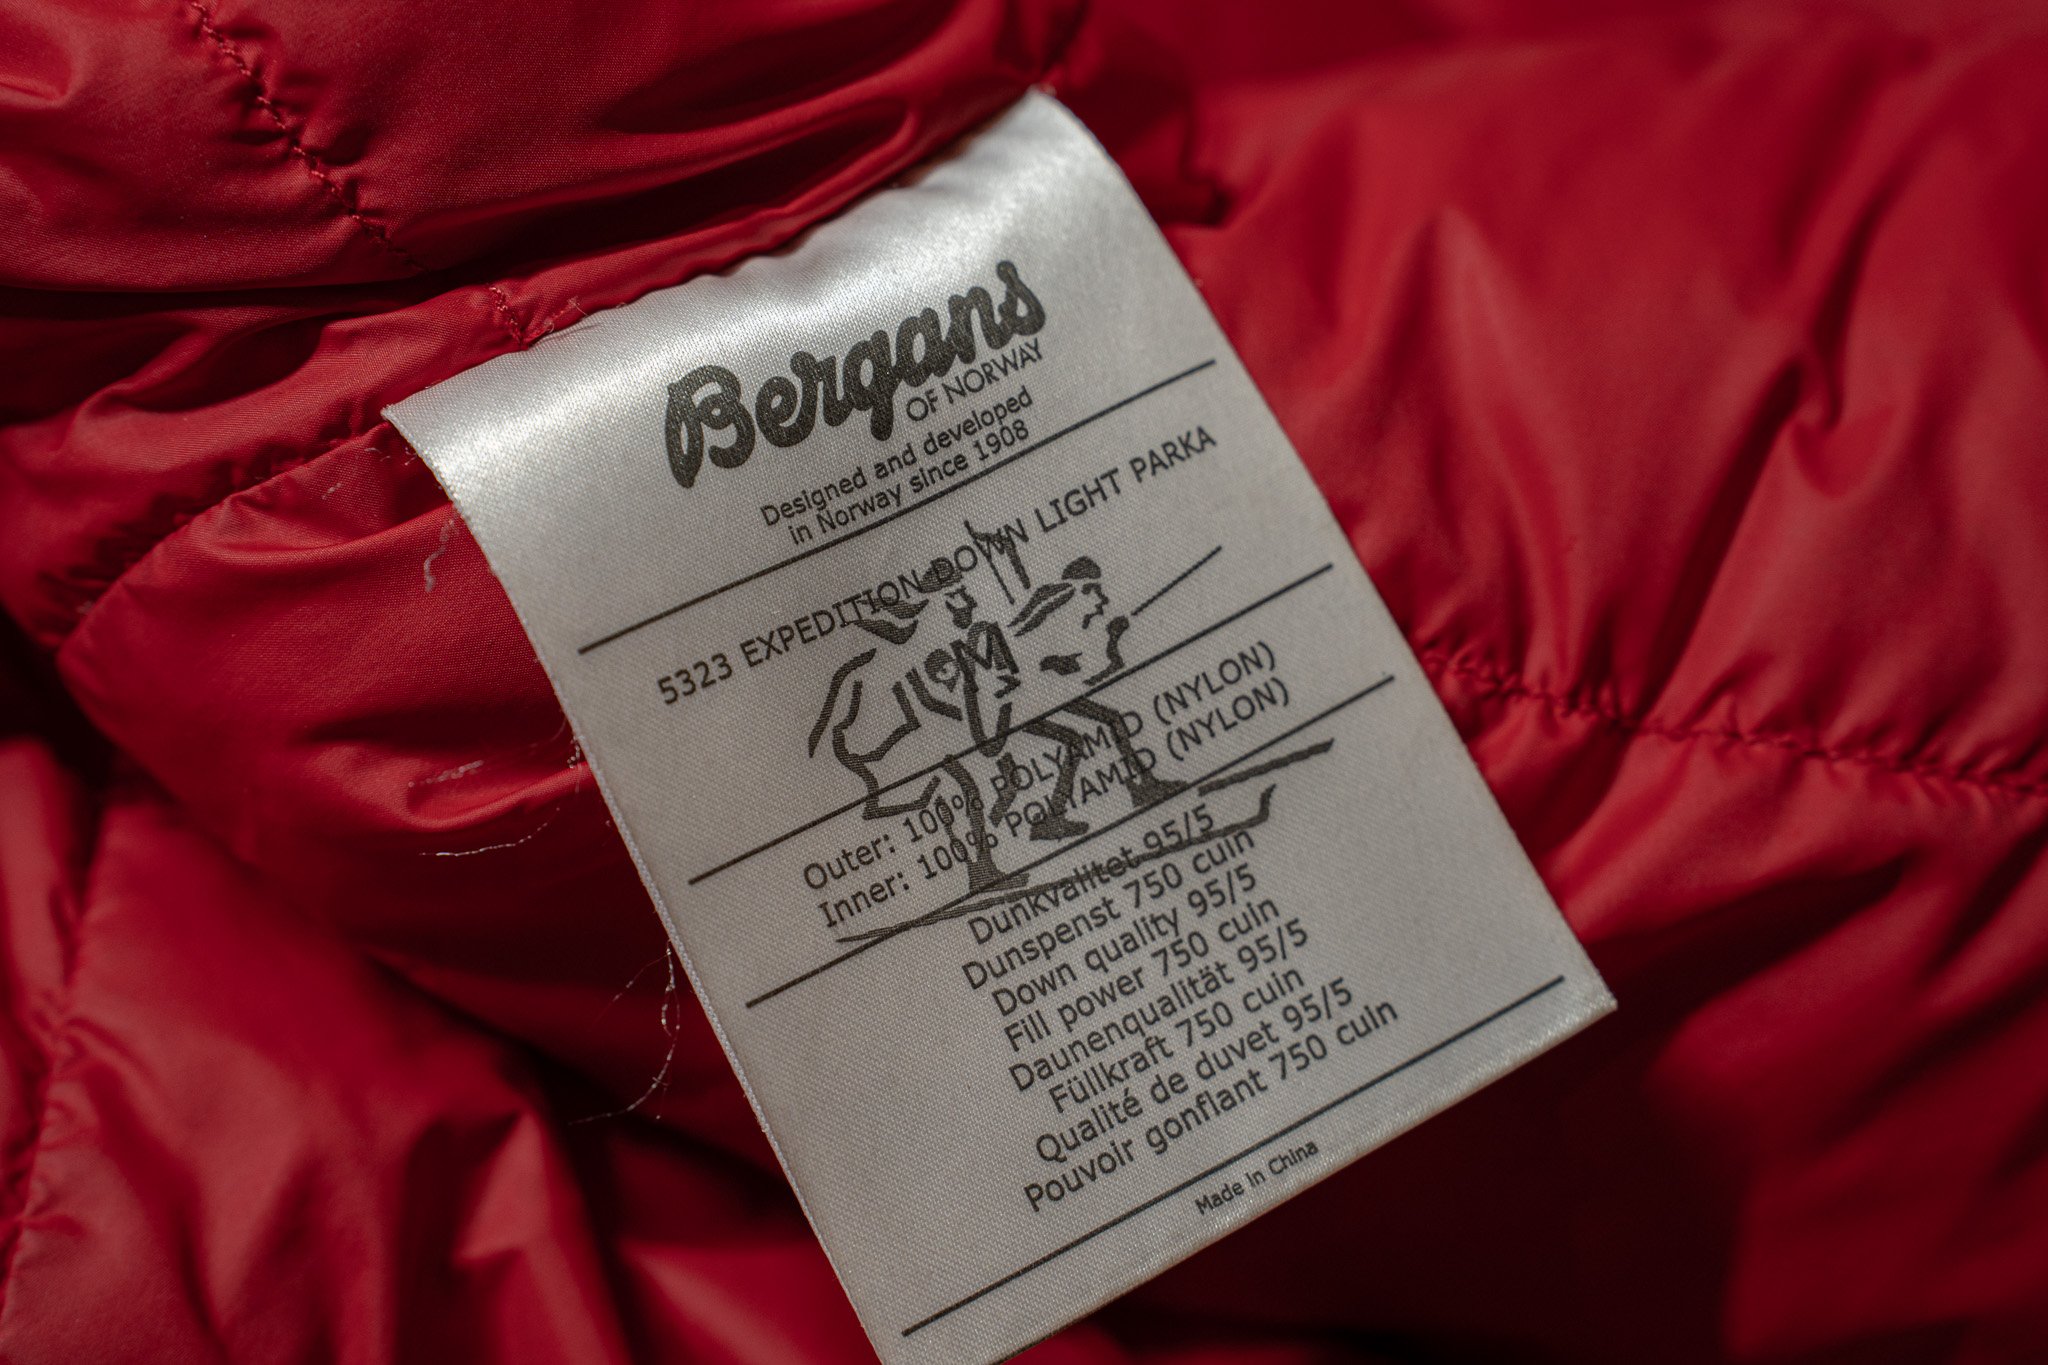 Bergans
OF NORWAY
Designed and developed
in Norway since 1908
5323 EXPEDITION DOWN LIGHT PARKA
Outer: 100% POLYAMID (NYLON)
Inner: 100% POLYAMID (NYLON)
Dunkvalitet 95/5
Dunspenst 750 cuin
Down quality 95/5
Fill power 750 cuin
Daunenqualität 95/5
Füllkraft 750 cuin
Qualité de duvet 95/5
Pouvoir gonflant 750 cuin
Made in China